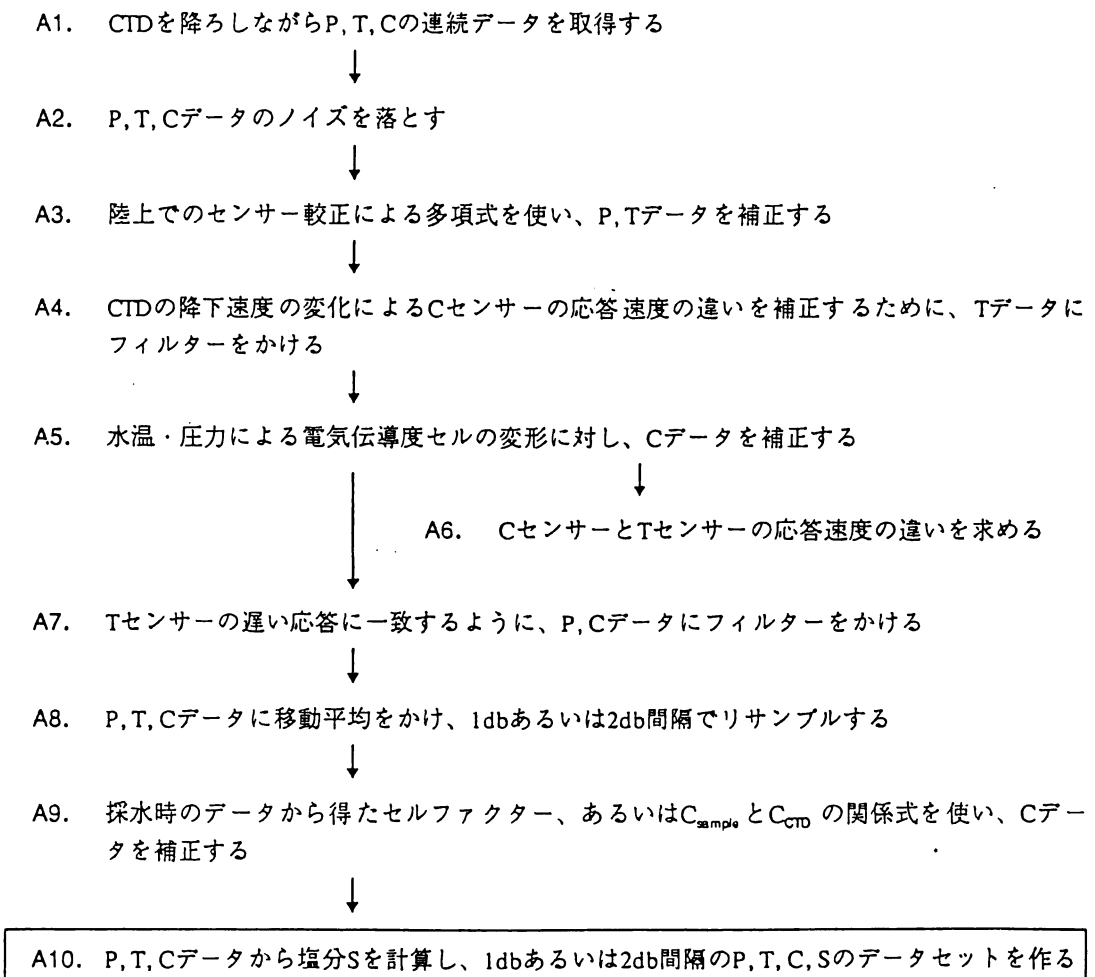 A1. CTDを降ろしながらP, T, Cの連続データを取得する
A2. P, T, Cデータのノイズを落とす
A3. 陸上でのセンサー較正による多項式を使い、P, Tデータを補正する
A4. CTDの降下速度の変化によるCセンサーの応答速度の違いを補正するために、Tデータに
フィルターをかける
A5. 水温・圧力による電気伝導度セルの変形に対し、Cデータを補正する
A6. CセンサーとTセンサーの応答速度の違いを求める
A7. Tセンサーの遅い応答に一致するように、P, Cデータにフィルターをかける
A8. P, T, Cデータに移動平均をかけ、1dbあるいは2db間隔でリサンプルする
A9. 採水時のデータから得たセルファクター、あるいはCsampleとCCTDの関係式を使い、Cデー
タを補正する
A10. P, T, Cデータから塩分Sを計算し、1dbあるいは2db間隔のP, T, C, Sのデータセットを作る